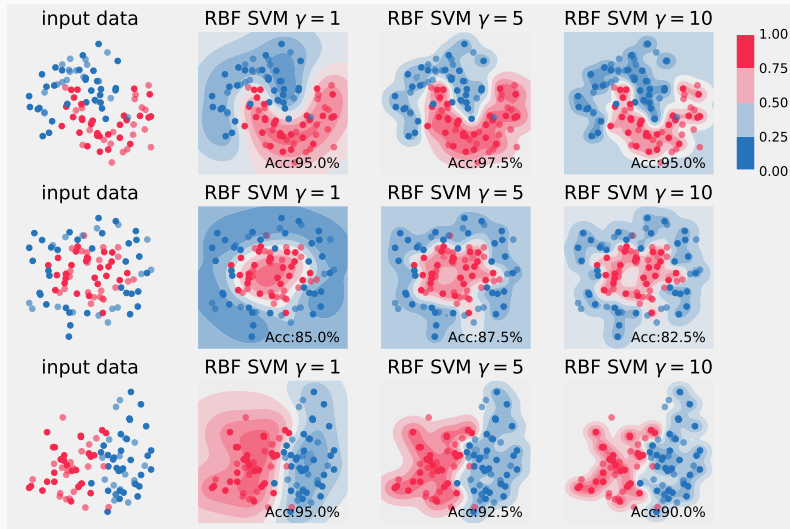 input data RBF SVM γ = 1 RBF SVM γ = 5 RBF SVM γ = 10
1.00
0.75
0.50
0.25
0.00
Acc:95.0% Acc:97.5% Acc:95.0%
input data RBF SVM γ = 1 RBF SVM γ = 5 RBF SVM γ = 10
Acc:85.0% Acc:87.5% Acc:82.5%
input data RBF SVM γ = 1 RBF SVM γ = 5 RBF SVM γ = 10
Acc:95.0% Acc:92.5% Acc:90.0%